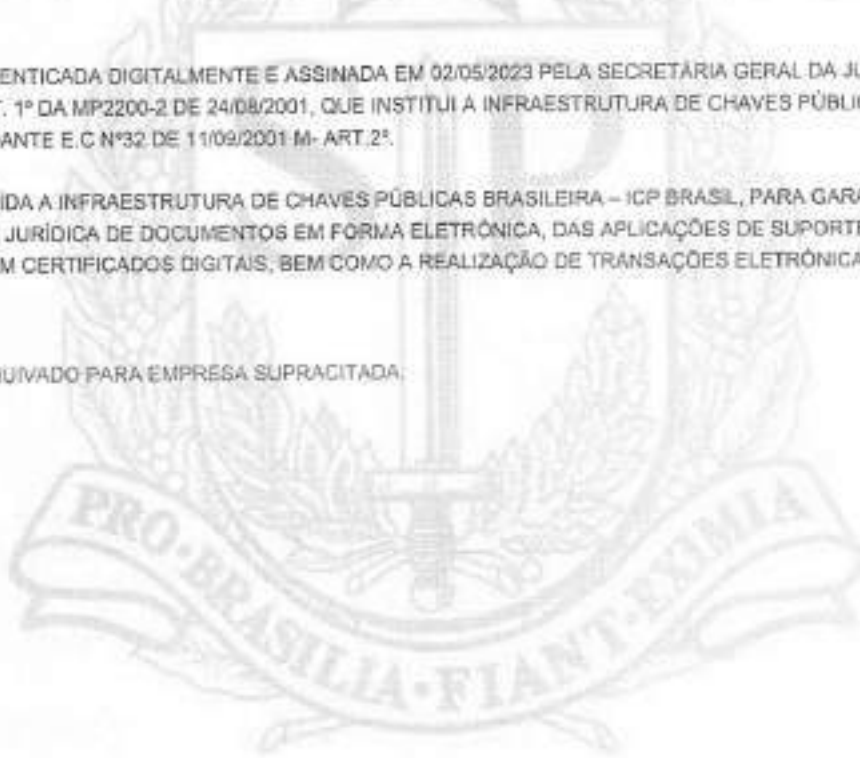 ENTICADA DIGITALMENTE E ASSINADA EM 02/05/2023 PELA SECRETARIA GERAL DA JU
. 1º DA MP2200-2 DE 24/08/2001, QUE INSTITUI A INFRAESTRUTURA DE CHAVES PÚBLI
ANTE E.C Nº32 DE 11/09/2001 M- ART.2º.
IDA A INFRAESTRUTURA DE CHAVES PÚBLICAS BRASILEIRA – ICP BRASIL, PARA GARA
JURÍDICA DE DOCUMENTOS EM FORMA ELETRÔNICA, DAS APLICAÇÕES DE SUPORTE
M CERTIFICADOS DIGITAIS, BEM COMO A REALIZAÇÃO DE TRANSAÇÕES ELETRÔNICA
UIVADO PARA EMPRESA SUPRACITADA.
SP
PRO·BRASILIA·FIANT·EXIMIA